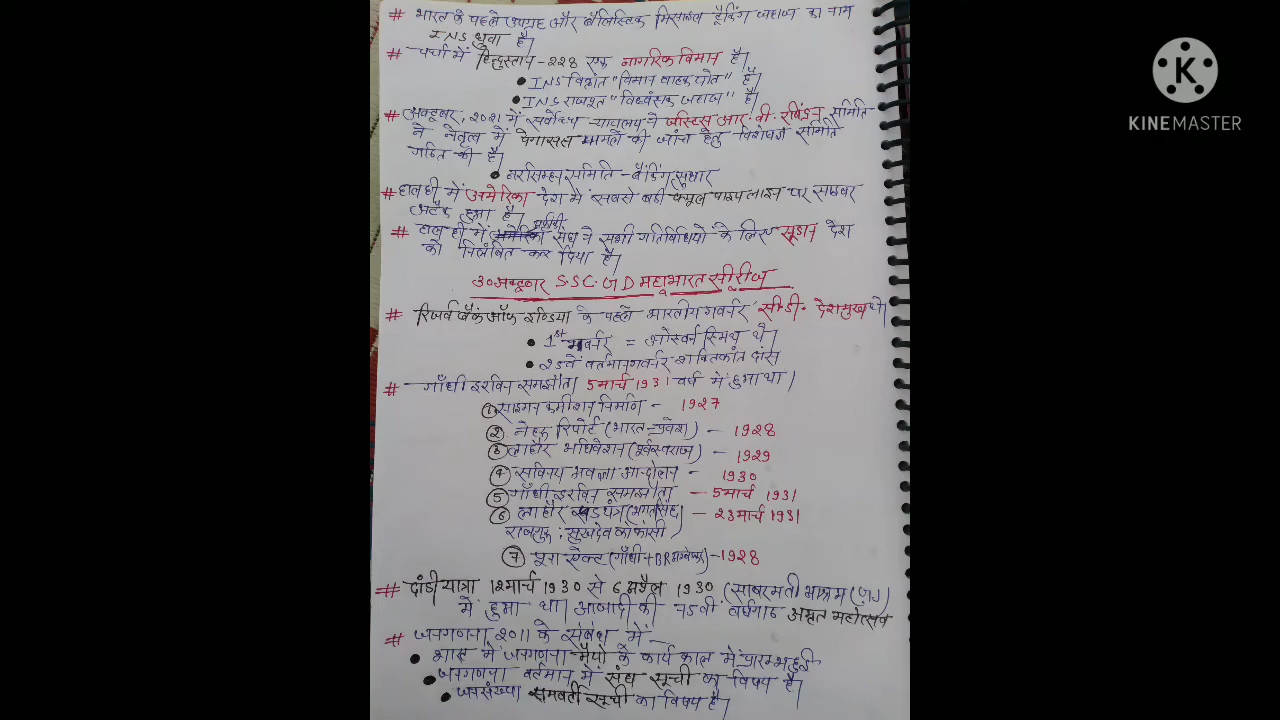 # भारत के पहले उपग्रह और बैलिस्टिक मिसाइल ट्रैकिंग जहाज का नाम
INS ध्रुवा है।
# चर्चा में हिन्दुस्तान-228 एक नागरिक विमान है।
• INS विक्रांत "विमान वाहक पोत" है।
• INS राजपूत "विध्वंसक जहाज" है।
# अक्टूबर, 2021 में सर्वोच्च न्यायलय ने जस्टिस आर. वी. रविंद्रन समिति
ने नेतृत्व में पेगासस मामले की जांच हेतु विशेषज्ञ समिति
गठित की है।
• नरसिम्हा समिति - बैंकिंग सुधार
# हाल ही में अमेरिका देश में सबसे बड़ी फ्यूल पाइप लाइन पर साइबर
अटैक हुआ है।
# हाल ही में अफ्रीकी संघ ने सभी गतिविधियों के लिए सूडान देश
को निलंबित कर दिया है।
30 अक्टूबर S.S.C. G D महाभारत सीरीज
# रिजर्व बैंक ऑफ इण्डिया के पहले भारतीय गवर्नर सी.डी. देशमुख थे।
• 1st गवर्नर = ओस्बर्न स्मिथ थे।
• 25वें वर्तमान गवर्नर शक्तिकांत दास
# गाँधी इरविन समझौता 5 मार्च 1931 वर्ष में हुआ था।
① साइमन कमीशन निर्माण - 1927
② नेहरू रिपोर्ट (भारत प्रवेश) - 1928
③ लाहौर अधिवेशन (पूर्ण स्वराज) - 1929
④ सविनय अवज्ञा आन्दोलन - 1930
⑤ गाँधी इरविन समझौता - 5 मार्च 1931
⑥ लाहौर षडयंत्र (भगतसिंह, - 23 मार्च 1931
राजगुरु, सुखदेव को फांसी)
⑦ पूना ऐक्ट (गाँधी + BR अम्बेडकर) - 1928
# दांडी यात्रा 12 मार्च 1930 से 6 अप्रैल 1930 (साबरमती आश्रम (GJ)
में हुआ था। आजादी की 75वीं वर्षगाठ अमृत महोत्सव
# जनगणना 2011 के संबंध में -
• भारत में जनगणना मेयो के कार्य काल में प्रारम्भ हुई
• जनगणना वर्तमान में संघ सूची का विषय है।
• जनसंख्या समवर्ती सूची का विषय है।
K
KINEMASTER